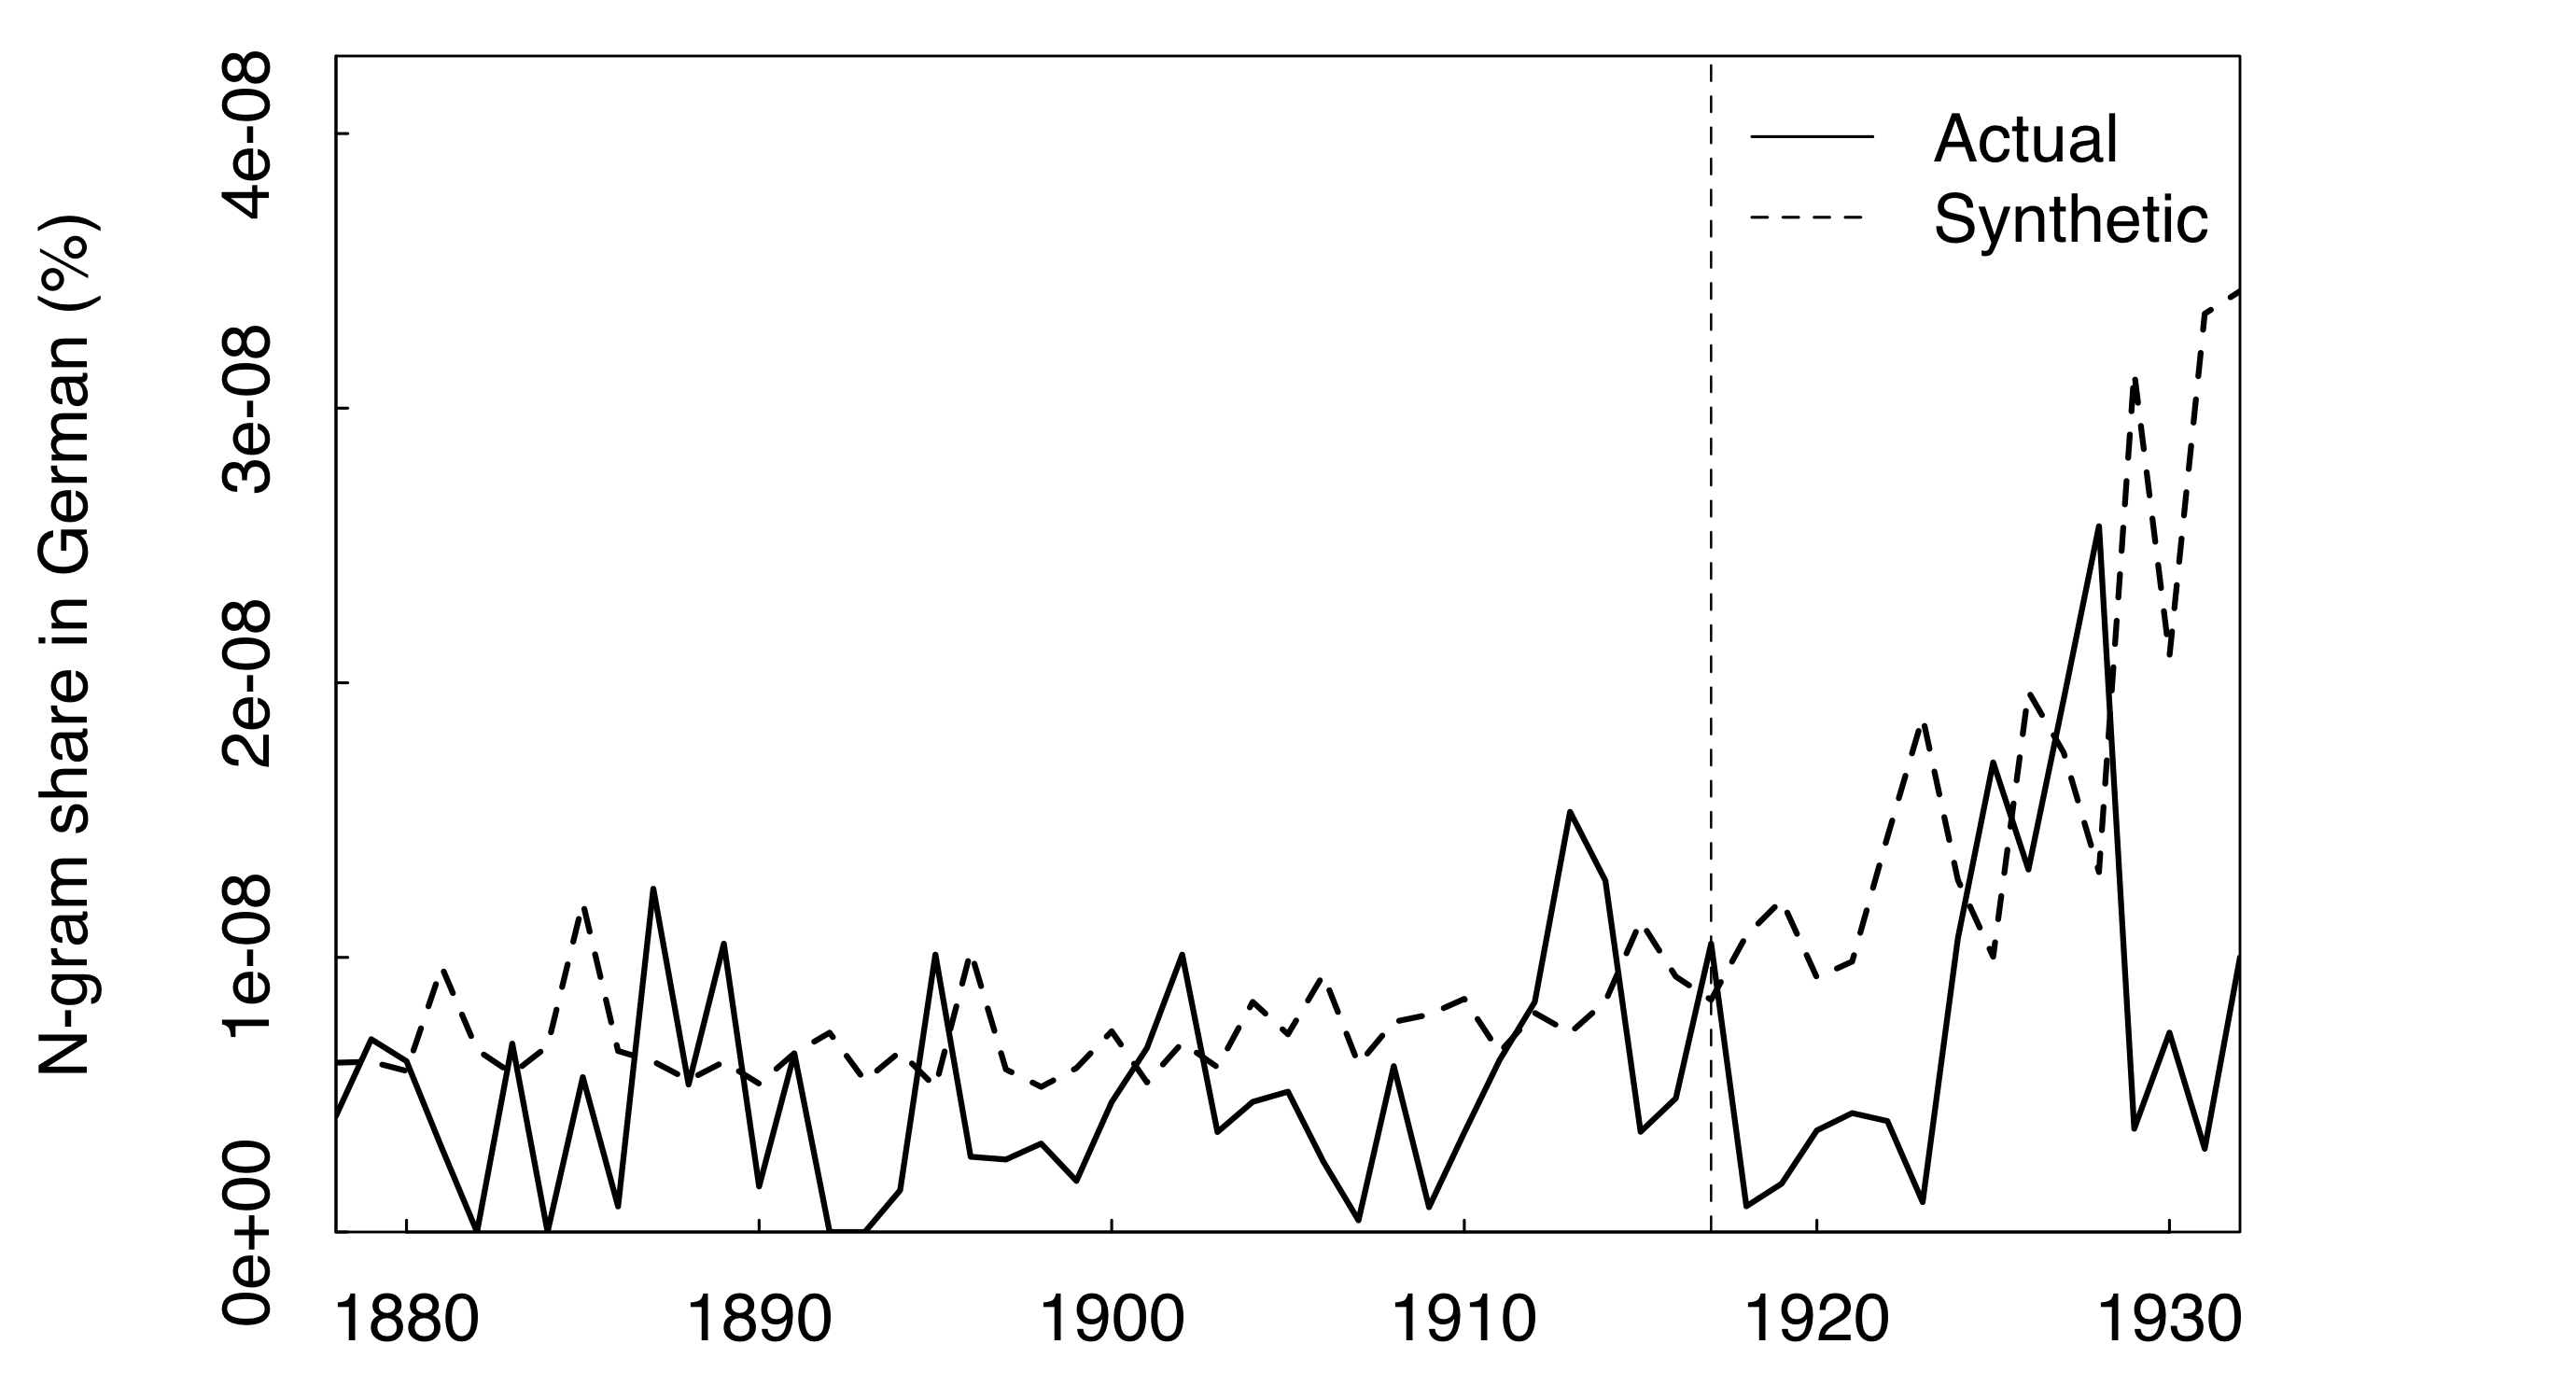 N-gram share in German (%)
4e-08
3e-08
2e-08
1e-08
0e+00
Actual
Synthetic
1880 1890 1900 1910 1920 1930